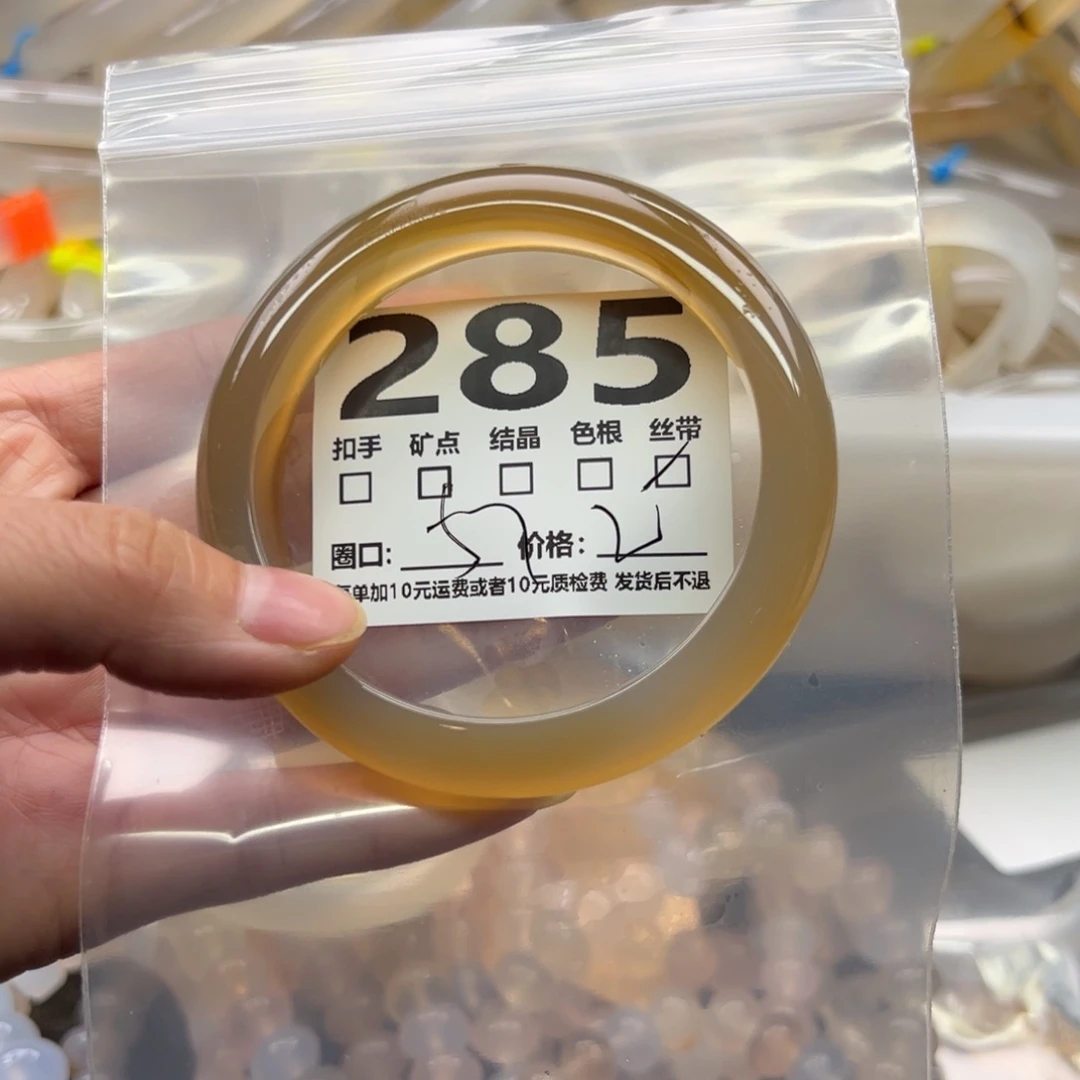 285
扣手 矿点 结晶 色根 丝带
圈口: 57 价格:
单加10元运费或者10元质检费 发货后不退